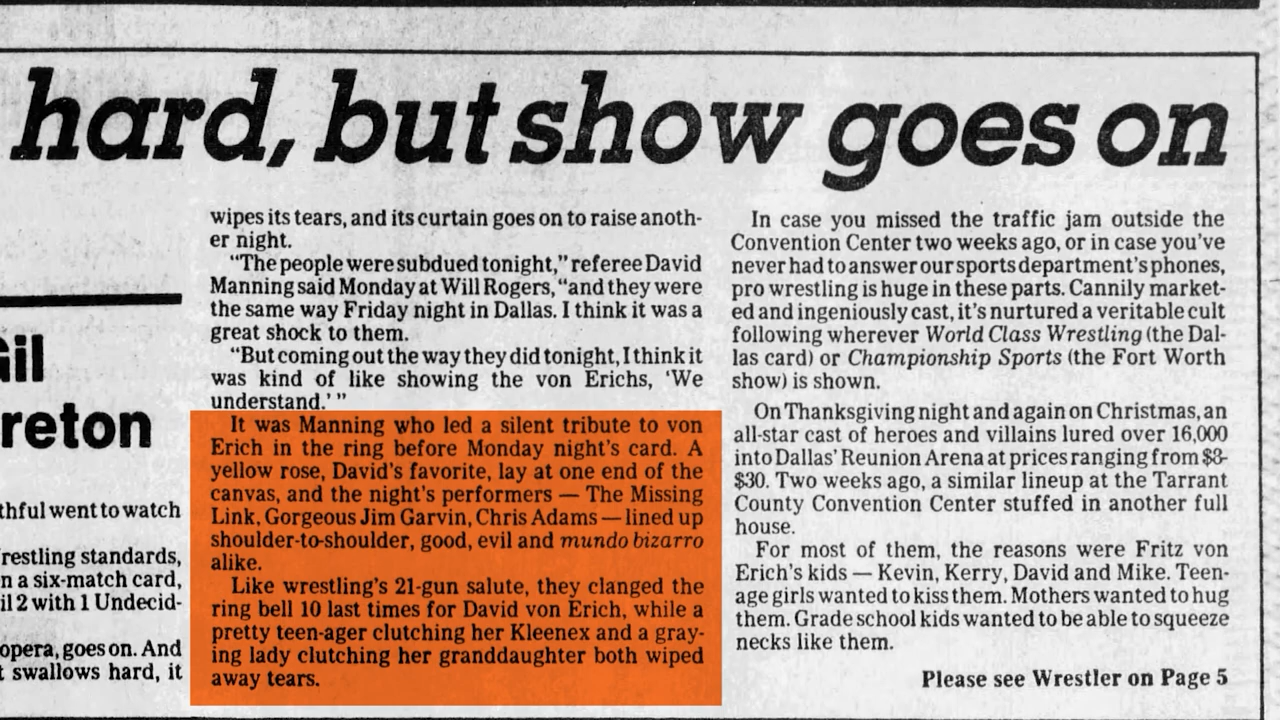 hard, but show goes on
il
reton
thful went to watch
restling standards,
n a six-match card,
il 2 with 1 Undecid-
opera, goes on. And
t swallows hard, it
wipes its tears, and its curtain goes on to raise anoth-
er night.
"The people were subdued tonight," referee David
Manning said Monday at Will Rogers, "and they were
the same way Friday night in Dallas. I think it was a
great shock to them.
"But coming out the way they did tonight, I think it
was kind of like showing the von Erichs, 'We
understand.' "
It was Manning who led a silent tribute to von
Erich in the ring before Monday night's card. A
yellow rose, David's favorite, lay at one end of the
canvas, and the night's performers — The Missing
Link, Gorgeous Jim Garvin, Chris Adams — lined up
shoulder-to-shoulder, good, evil and mundo bizarro
alike.
Like wrestling's 21-gun salute, they clanged the
ring bell 10 last times for David von Erich, while a
pretty teen-ager clutching her Kleenex and a gray-
ing lady clutching her granddaughter both wiped
away tears.
In case you missed the traffic jam outside the
Convention Center two weeks ago, or in case you've
never had to answer our sports department's phones,
pro wrestling is huge in these parts. Cannily market-
ed and ingeniously cast, it's nurtured a veritable cult
following wherever World Class Wrestling (the Dal-
las card) or Championship Sports (the Fort Worth
show) is shown.
On Thanksgiving night and again on Christmas, an
all-star cast of heroes and villains lured over 16,000
into Dallas' Reunion Arena at prices ranging from $8-
$30. Two weeks ago, a similar lineup at the Tarrant
County Convention Center stuffed in another full
house.
For most of them, the reasons were Fritz von
Erich's kids — Kevin, Kerry, David and Mike. Teen-
age girls wanted to kiss them. Mothers wanted to hug
them. Grade school kids wanted to be able to squeeze
necks like them.
Please see Wrestler on Page 5